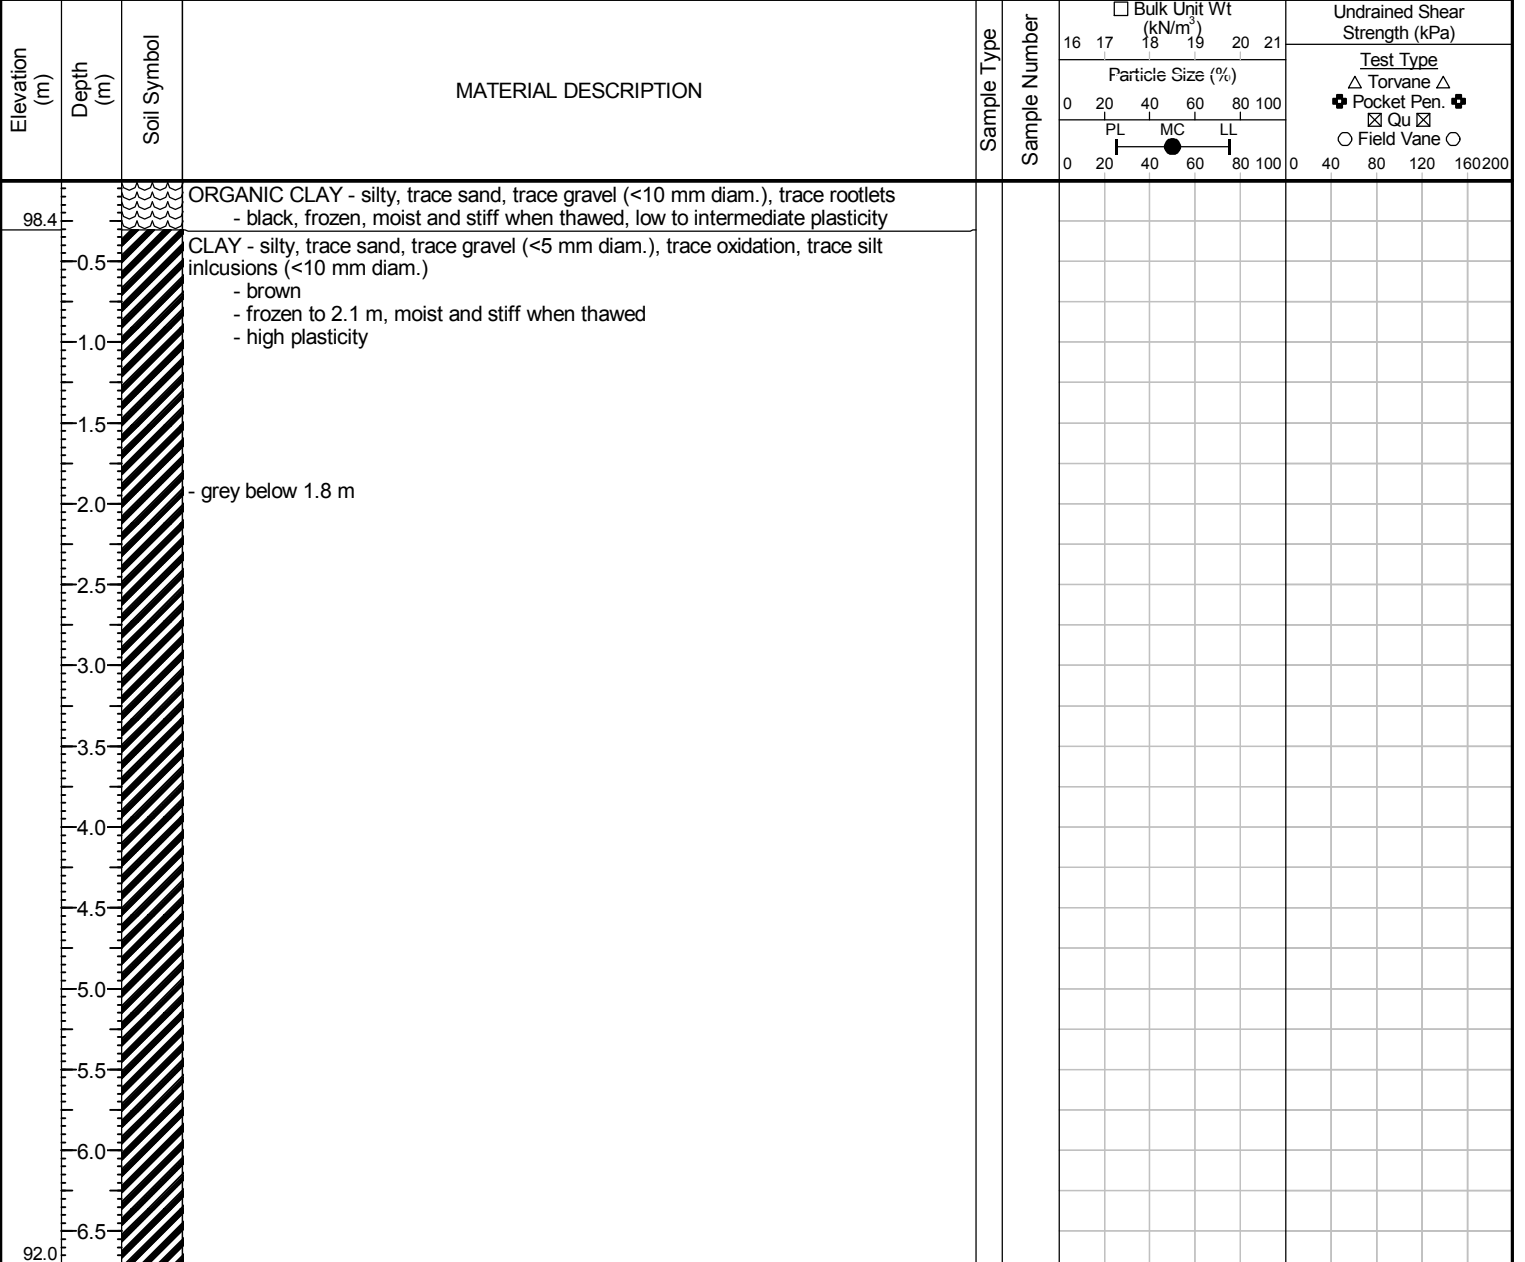 Elevation
(m)
Depth
(m)
Soil Symbol
MATERIAL DESCRIPTION
Sample Type
Sample Number
Bulk Unit Wt
(kN/m³)
16 17 18 19 20 21
Particle Size (%)
0 20 40 60 80 100
PL MC LL
0 20 40 60 80 100
Undrained Shear
Strength (kPa)
Test Type
Torvane
Pocket Pen.
Qu
Field Vane
0 40 80 120 160 200
ORGANIC CLAY - silty, trace sand, trace gravel (<10 mm diam.), trace rootlets
- black, frozen, moist and stiff when thawed, low to intermediate plasticity
98.4
CLAY - silty, trace sand, trace gravel (<5 mm diam.), trace oxidation, trace silt
inlcusions (<10 mm diam.)
0.5
- brown
- frozen to 2.1 m, moist and stiff when thawed
- high plasticity
1.0
1.5
- grey below 1.8 m
2.0
2.5
3.0
3.5
4.0
4.5
5.0
5.5
6.0
6.5
92.0